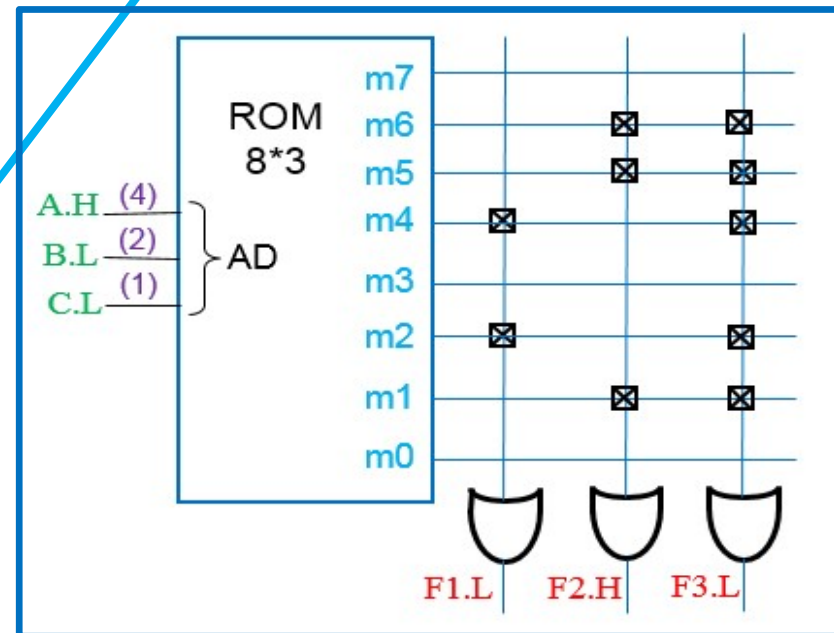 ROM
8*3
A.H (4)
B.L (2)
C.L (1)
AD
m7
m6
m5
m4
m3
m2
m1
m0
F1.L F2.H F3.L